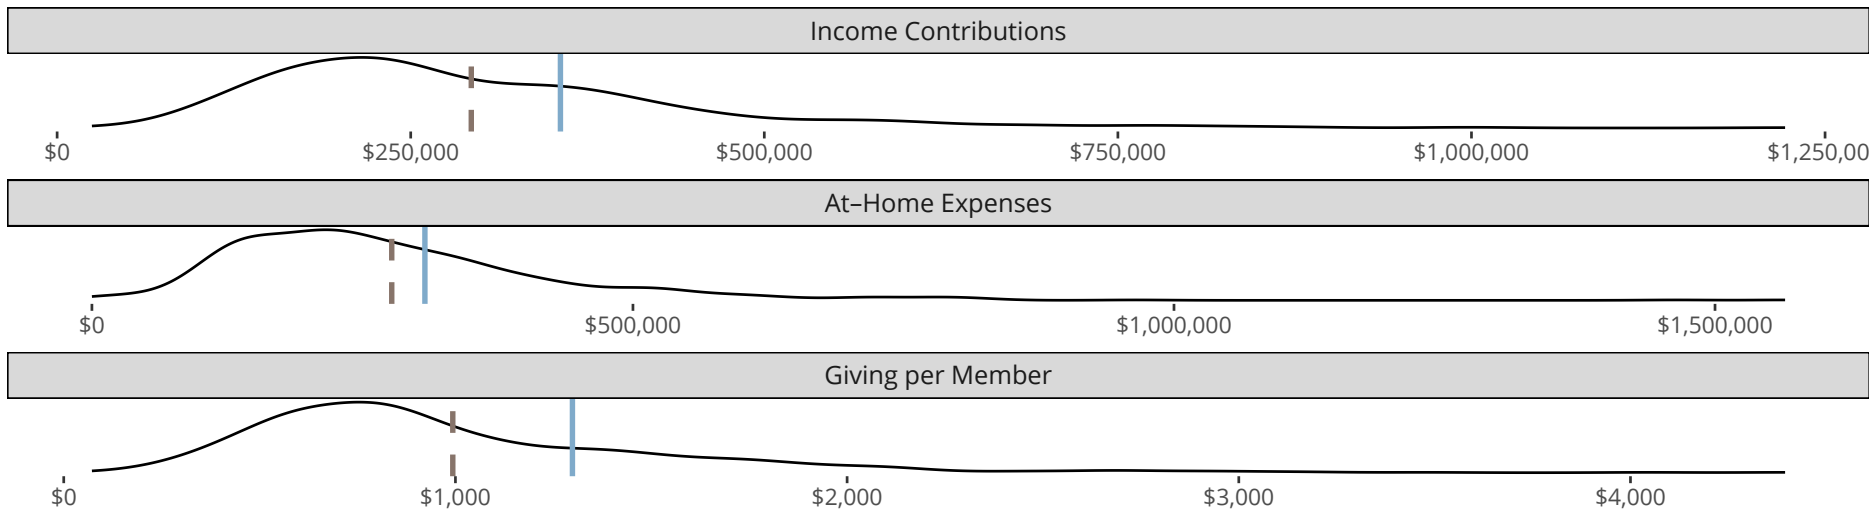 Income Contributions
$0 $250,000 $500,000 $750,000 $1,000,000 $1,250,00
At–Home Expenses
$0 $500,000 $1,000,000 $1,500,000
Giving per Member
$0 $1,000 $2,000 $3,000 $4,000